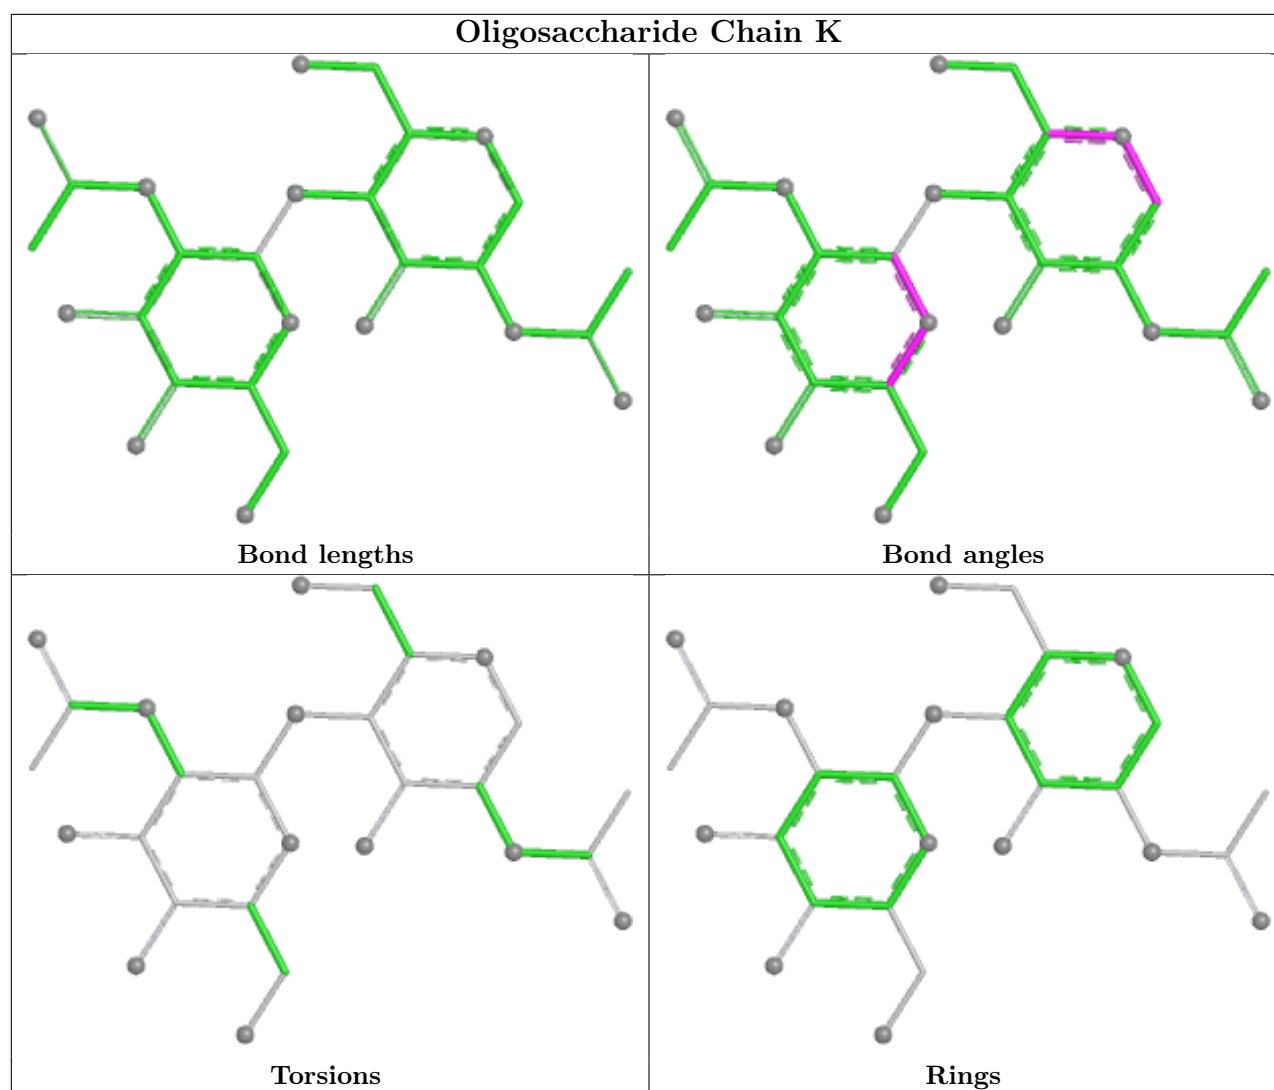 Oligosaccharide Chain K
Bond lengths
Bond angles
Torsions
Rings